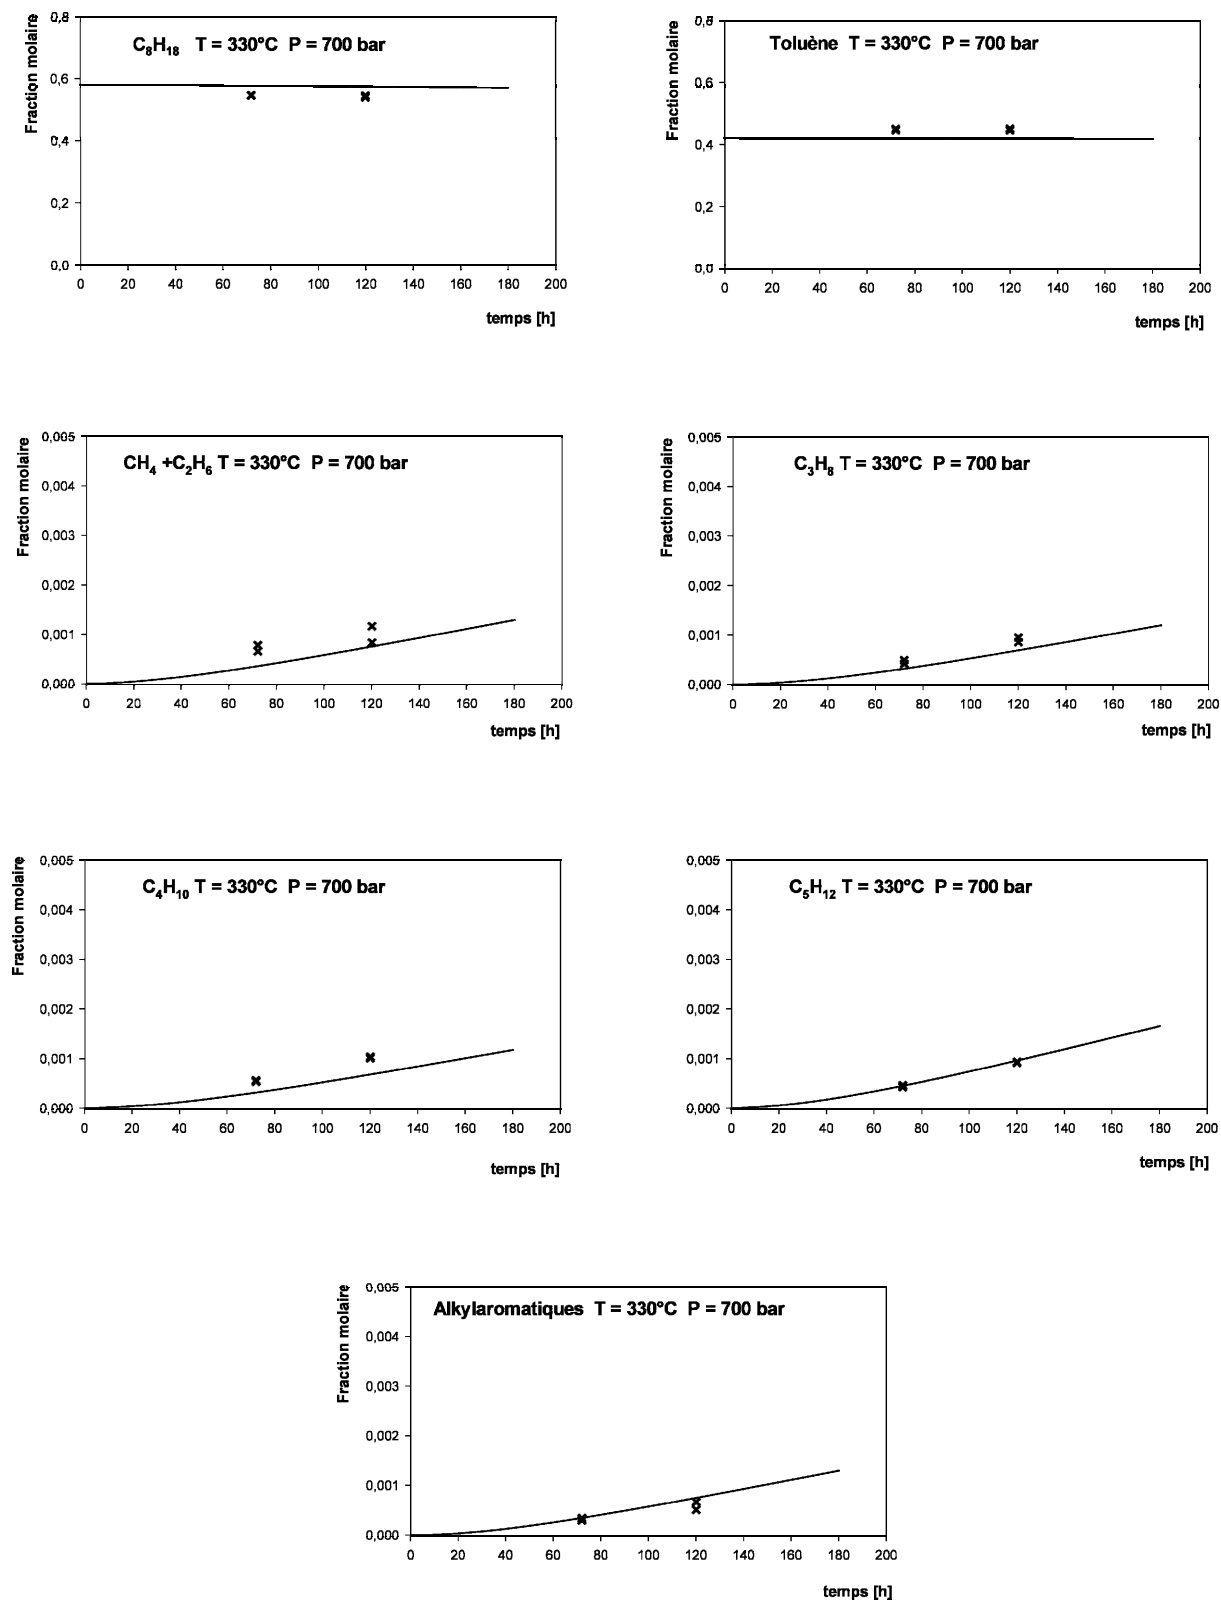 C8H18 T = 330°C P = 700 bar
Fraction molaire
0,8
0,6
0,4
0,2
0,0
0 20 40 60 80 100 120 140 160 180 200
temps [h]
Toluène T = 330°C P = 700 bar
Fraction molaire
0,8
0,6
0,4
0,2
0,0
0 20 40 60 80 100 120 140 160 180 200
temps [h]
CH4 +C2H6 T = 330°C P = 700 bar
Fraction molaire
0,005
0,004
0,003
0,002
0,001
0,000
0 20 40 60 80 100 120 140 160 180 200
temps [h]
C3H8 T = 330°C P = 700 bar
Fraction molaire
0,005
0,004
0,003
0,002
0,001
0,000
0 20 40 60 80 100 120 140 160 180 200
temps [h]
C4H10 T = 330°C P = 700 bar
Fraction molaire
0,005
0,004
0,003
0,002
0,001
0,000
0 20 40 60 80 100 120 140 160 180 200
temps [h]
C5H12 T = 330°C P = 700 bar
0,005
0,004
0,003
0,002
0,001
0,000
0 20 40 60 80 100 120 140 160 180 200
temps [h]
Alkylaromatiques T = 330°C P = 700 bar
Fraction molaire
0,005
0,004
0,003
0,002
0,001
0,000
0 20 40 60 80 100 120 140 160 180 200
temps [h]